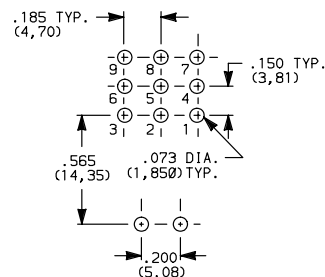 .185 TYP.
(4,70)
9 8 7
6 5 4
3 2 1
.150 TYP.
(3,81)
.565
(14,35)
.073 DIA.
(1,850) TYP.
.200
(5.08)